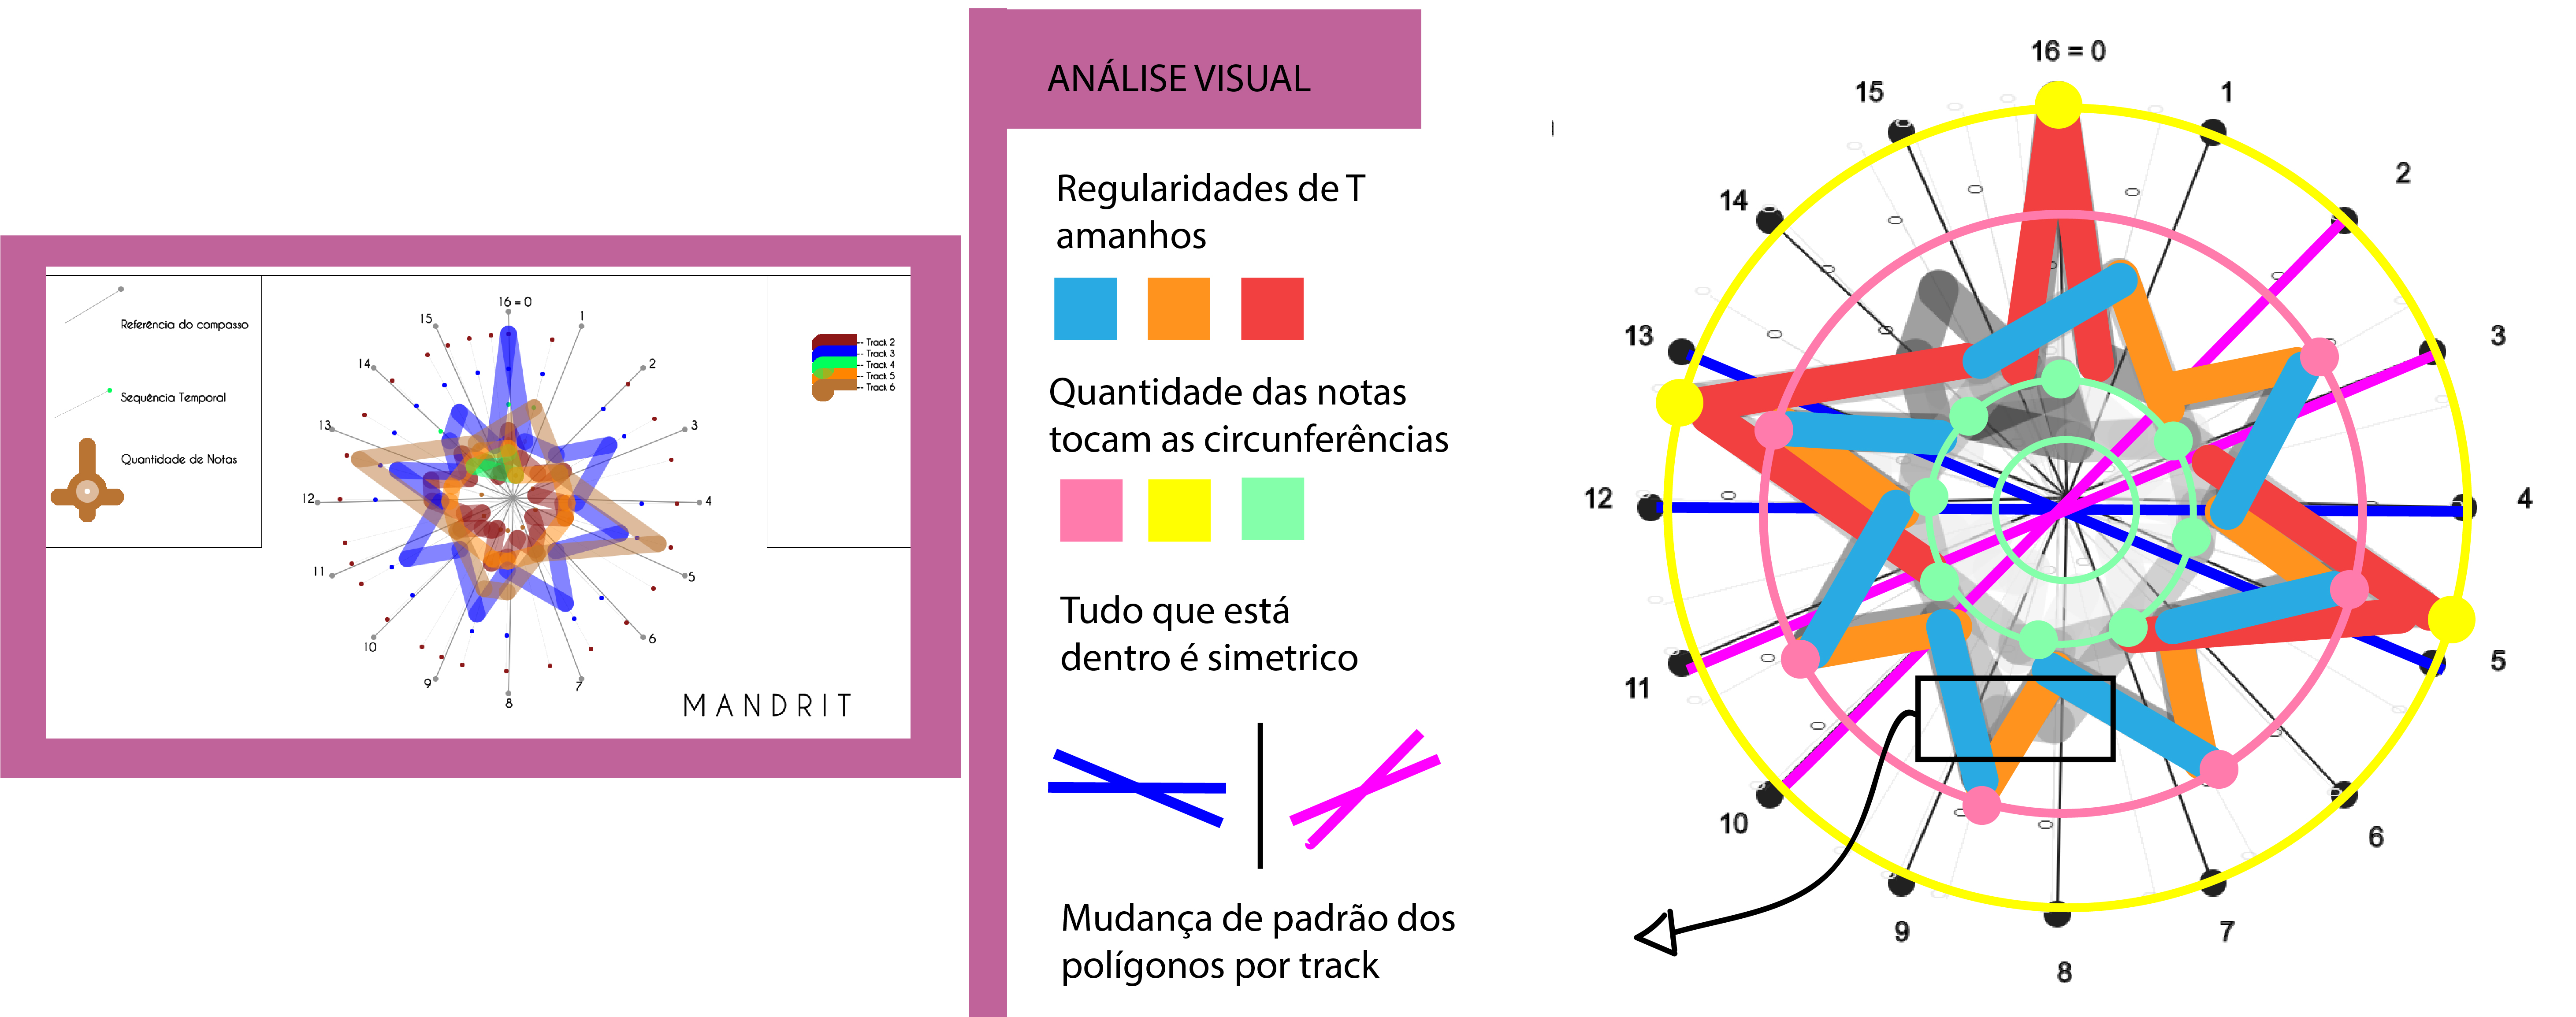 Referência do compasso
Sequência Temporal
Quantidade de Notas
16 = 0
1
2
3
4
5
6
7
8
9
10
11
12
13
14
15
-- Track 2
-- Track 3
-- Track 4
-- Track 5
-- Track 6
MANDRIT
ANÁLISE VISUAL
Regularidades de T
amanhos
Quantidade das notas
tocam as circunferências
Tudo que está
dentro é simetrico
Mudança de padrão dos
polígonos por track
16 = 0
1
2
3
4
5
6
7
8
9
10
11
12
13
14
15